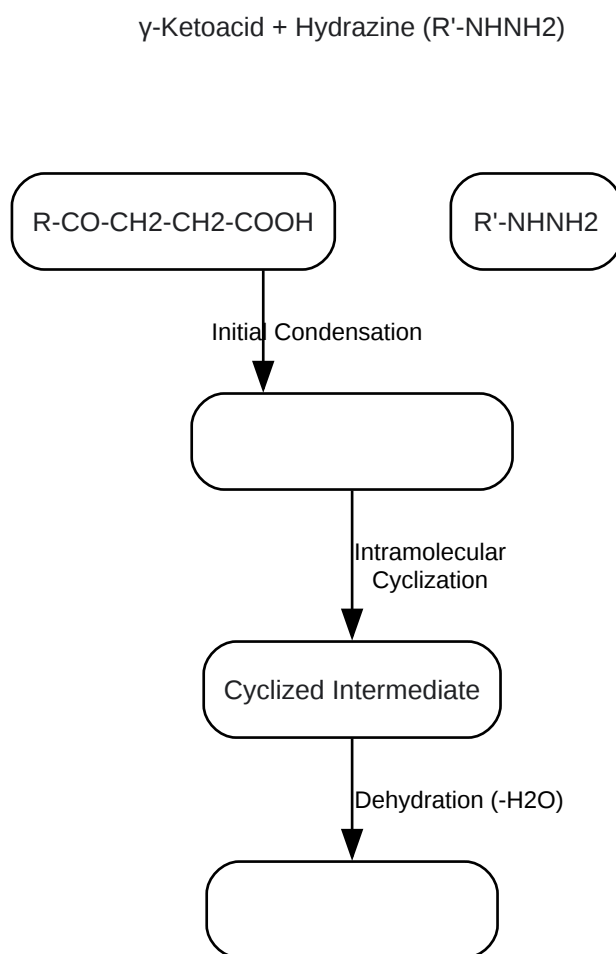 γ-Ketoacid + Hydrazine (R'-NHNH2)
R-CO-CH2-CH2-COOH
R'-NHNH2
Initial Condensation
Intramolecular
Cyclization
Cyclized Intermediate
Dehydration (-H2O)